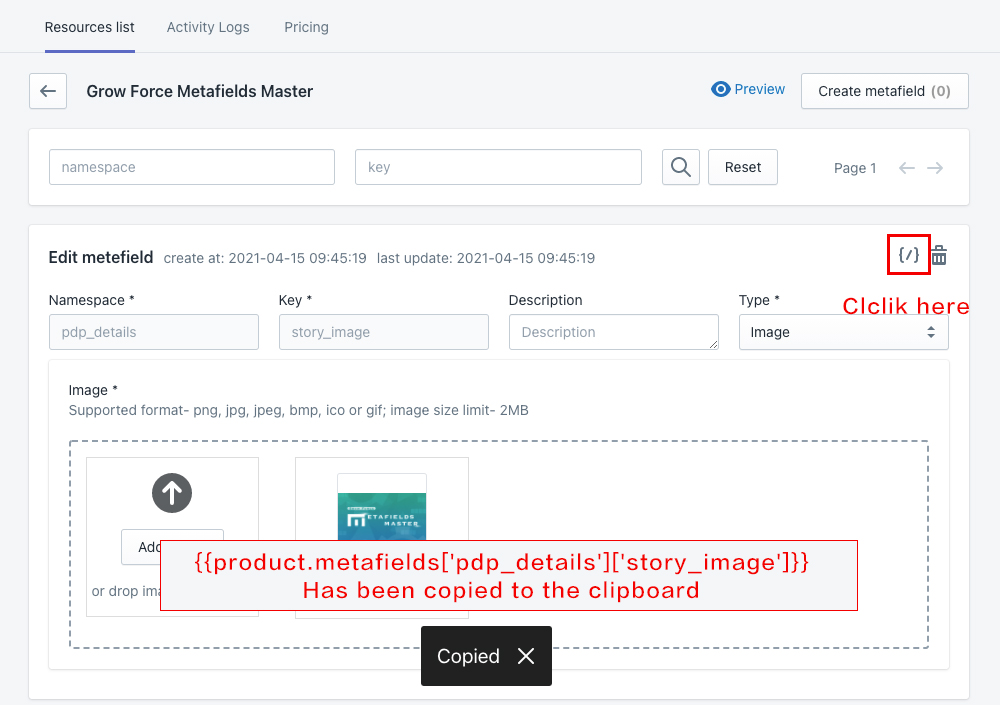 Resources list Activity Logs Pricing
Grow Force Metafields Master Preview Create metafield (0)
namespace key Reset Page 1
Edit metefield create at: 2021-04-15 09:45:19 last update: 2021-04-15 09:45:19 {/}
Clclik here
Namespace * Key * Description Type *
pdp_details story_image Description Image
Image *
Supported format- png, jpg, jpeg, bmp, ico or gif; image size limit- 2MB
METAFIELDS
MASTER
Add
{{product.metafields['pdp_details']['story_image']}}
or drop ima
Has been copied to the clipboard
Copied